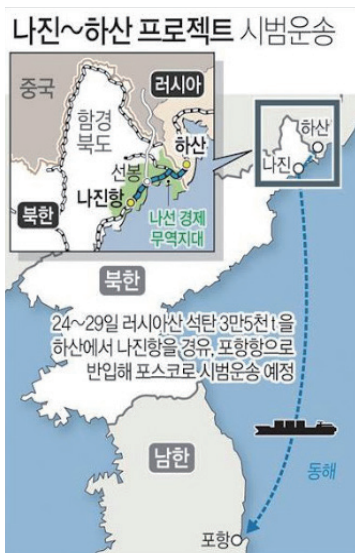 나진~하산 프로젝트 시범운송
중국
러시아
함경
북도
하산
선봉
나진항
북한
나선 경제
무역지대
하산
나진
북한
24~29일 러시아산 석탄 3만5천t을
하산에서 나진항을 경유, 포항항으로
반입해 포스코로 시범운송 예정
남한
동해
포항